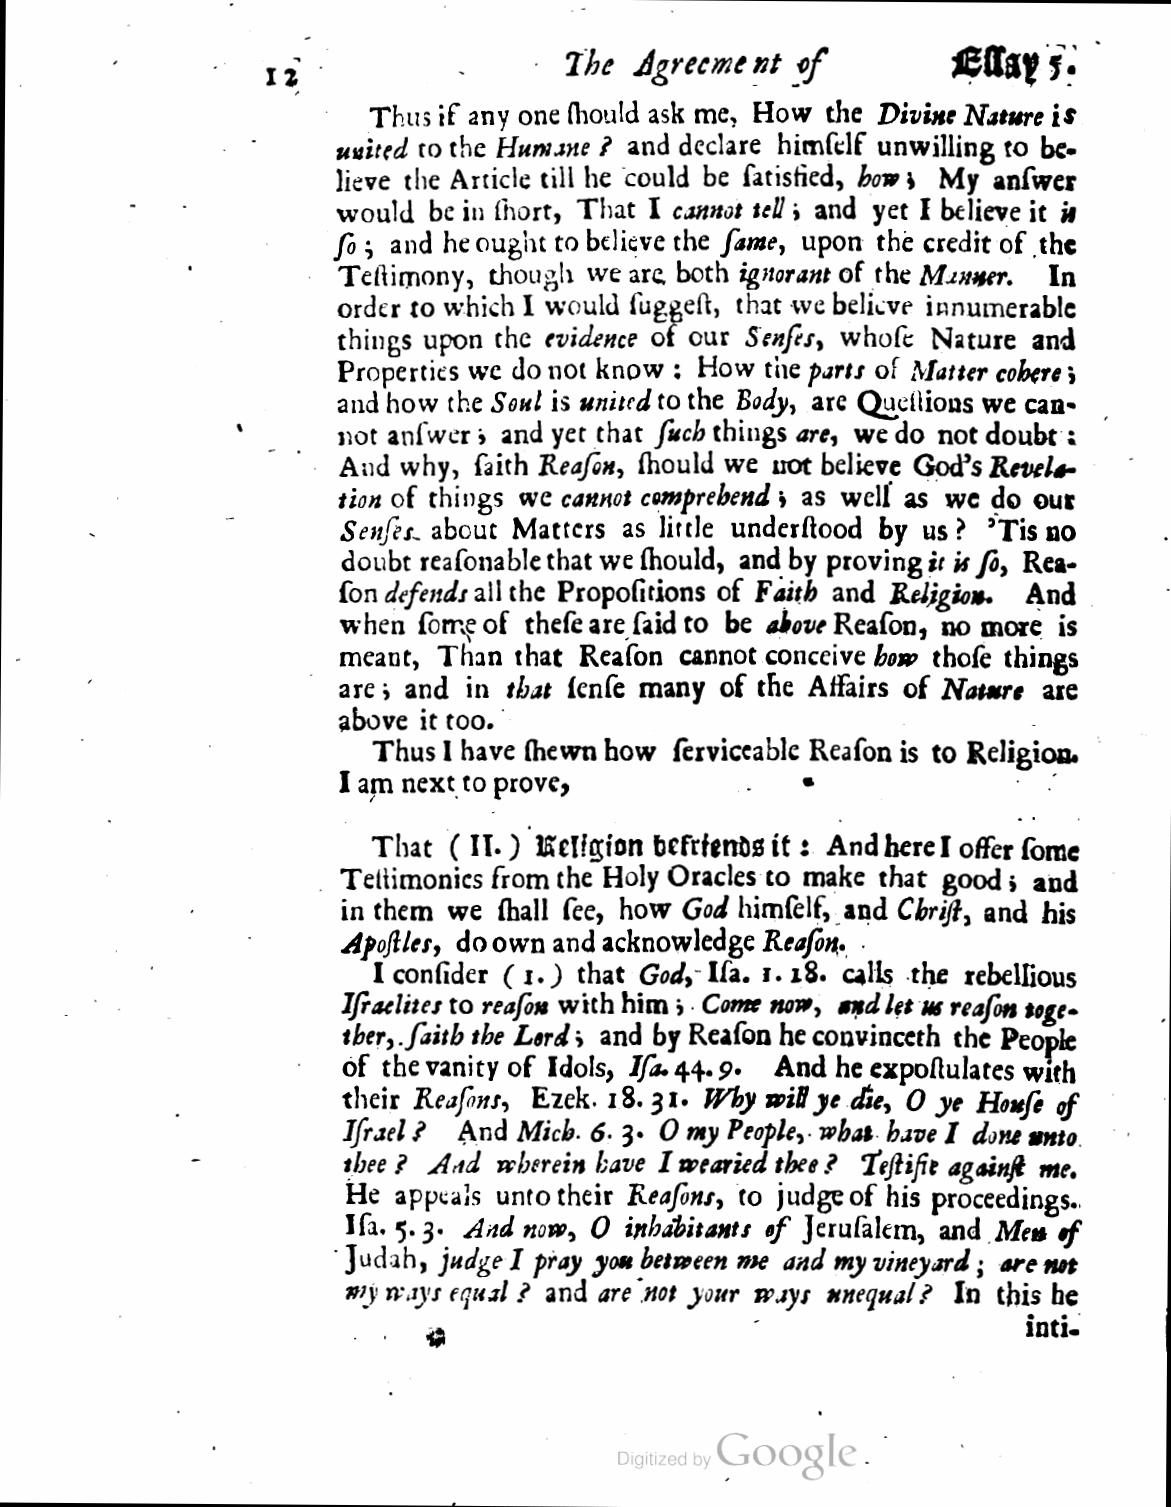 12 The Agreement of Essay 5.
Thus if any one ſhould ask me, How the Divine Nature is
united to the Humane ? and declare himſelf unwilling to be-
lieve the Article till he could be ſatisfied, how ; My anſwer
would be in ſhort, That I cannot tell ; and yet I believe it is
ſo ; and he ought to believe the ſame, upon the credit of the
Teſtimony, though we are both ignorant of the Manner. In
order to which I would ſuggeſt, that we believe innumerable
things upon the evidence of our Senſes, whoſe Nature and
Properties we do not know : How the parts of Matter cohere ;
and how the Soul is united to the Body, are Queſtions we can-
not anſwer ; and yet that ſuch things are, we do not doubt :
And why, ſaith Reaſon, ſhould we not believe God's Revela-
tion of things we cannot comprehend ; as well as we do our
Senſes about Matters as little underſtood by us ? 'Tis no
doubt reaſonable that we ſhould, and by proving it is ſo, Rea-
ſon defends all the Propoſitions of Faith and Religion. And
when ſome of theſe are ſaid to be above Reaſon, no more is
meant, Than that Reaſon cannot conceive how thoſe things
are ; and in that ſenſe many of the Affairs of Nature are
above it too.
Thus I have ſhewn how ſerviceable Reaſon is to Religion.
I am next to prove,
That ( II. ) Religion befriends it : And here I offer ſome
Teſtimonies from the Holy Oracles to make that good ; and
in them we ſhall ſee, how God himſelf, and Chriſt, and his
Apoſtles, do own and acknowledge Reaſon.
I conſider ( 1. ) that God, Iſa. 1. 18. calls the rebellious
Iſraelites to reaſon with him ; Come now, and let us reaſon toge-
ther, ſaith the Lord ; and by Reaſon he convinceth the People
of the vanity of Idols, Iſa. 44. 9. And he expoſtulates with
their Reaſons, Ezek. 18. 31. Why will ye die, O ye Houſe of
Iſrael ? And Mich. 6. 3. O my People, what have I done unto
thee ? And wherein have I wearied thee ? Teſtifie againſt me.
He appeals unto their Reaſons, to judge of his proceedings.
Iſa. 5. 3. And now, O inhabitants of Jeruſalem, and Men of
Judah, judge I pray you between me and my vineyard ; are not
my ways equal ? and are not your ways unequal ? In this he
inti-
Digitized by Google